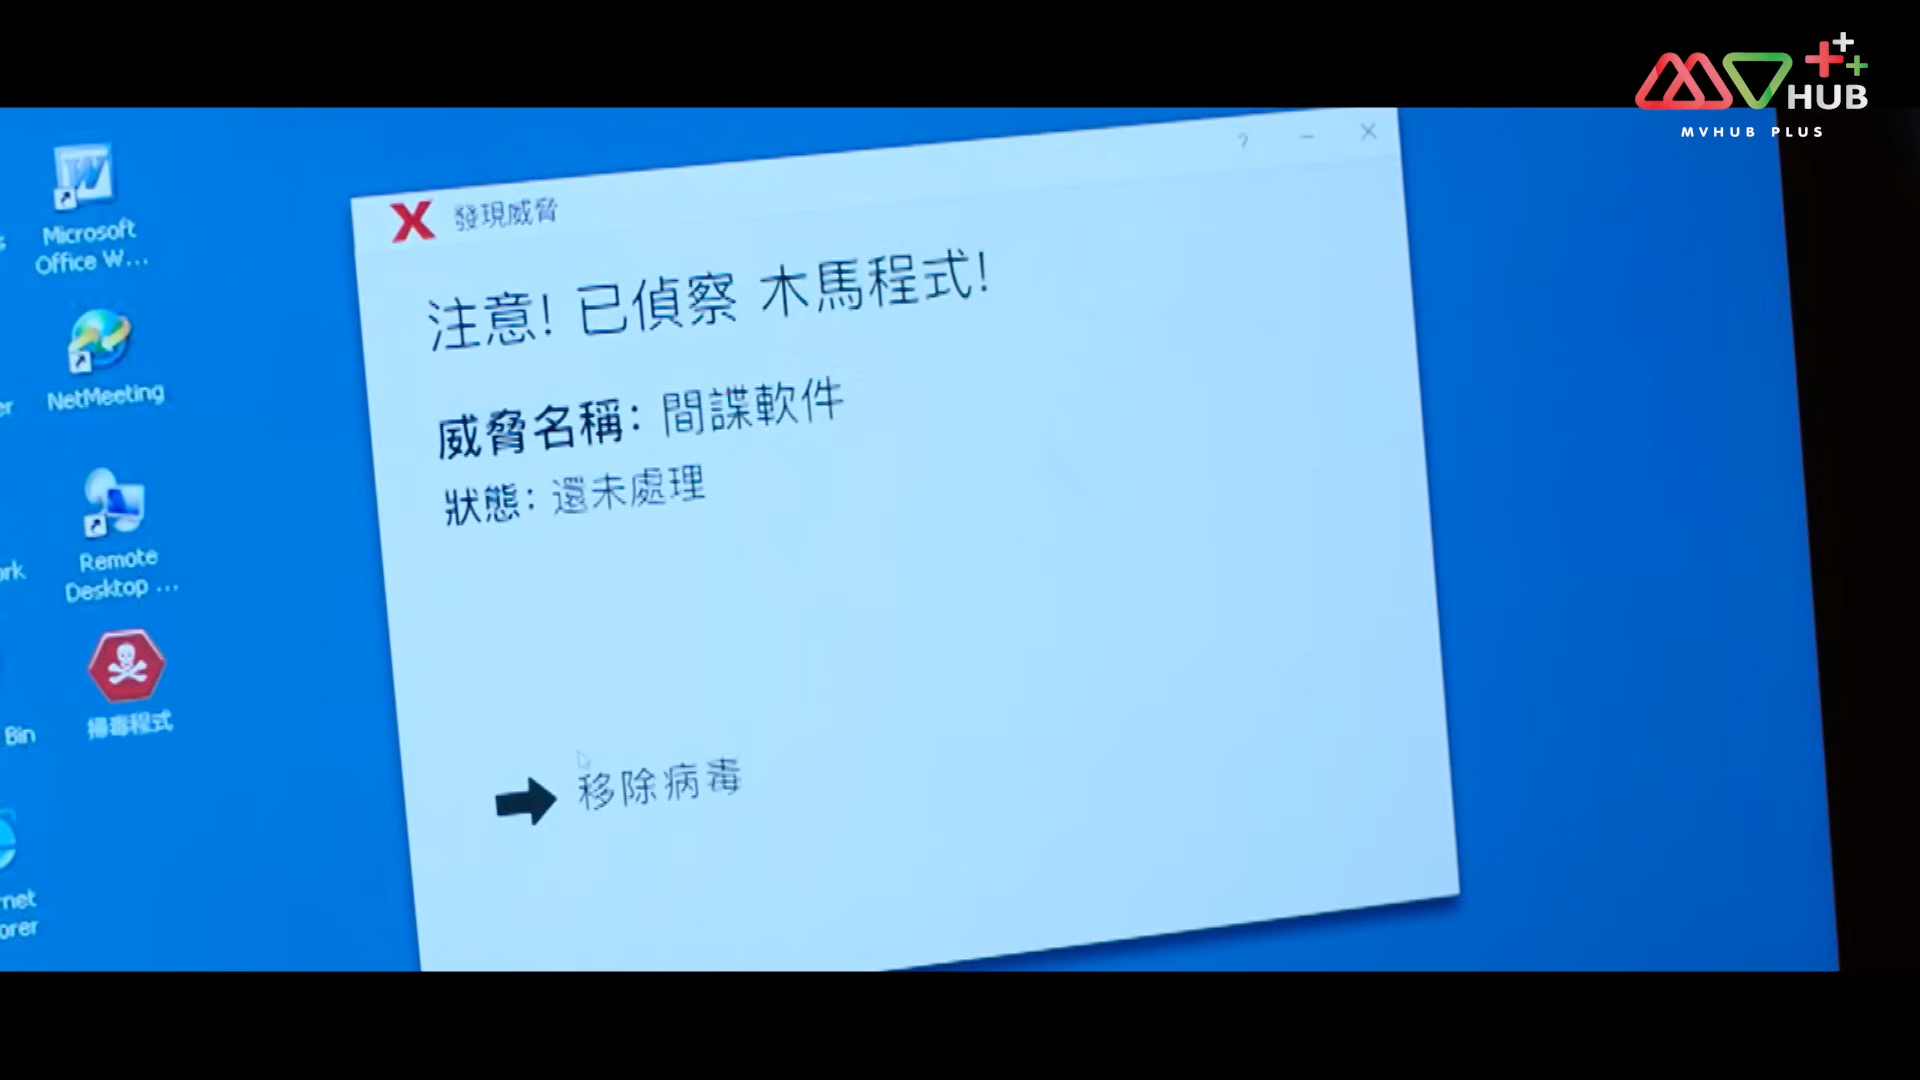 MV HUB
MVHUB PLUS
Microsoft
Office W...
NetMeeting
Remote
Desktop ...
掃毒程式
Bin
發現威脅
?
注意! 已偵察 木馬程式!
威脅名稱: 間諜軟件
狀態: 還未處理
移除病毒